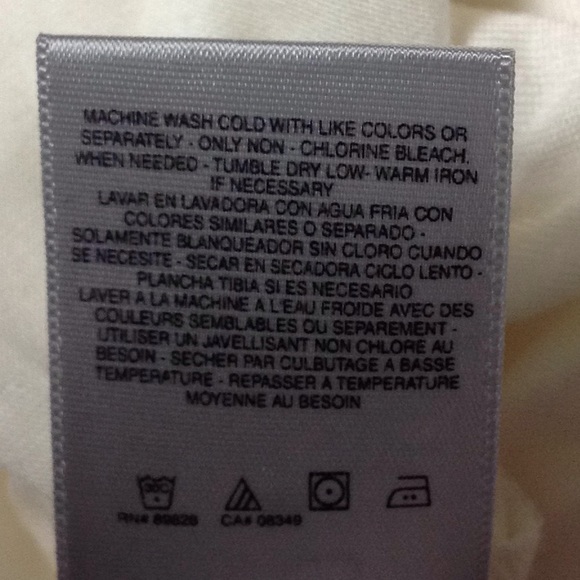 MACHINE WASH COLD WITH LIKE COLORS OR
SEPARATELY - ONLY NON - CHLORINE BLEACH.
WHEN NEEDED - TUMBLE DRY LOW- WARM IRON
IF NECESSARY
LAVAR EN LAVADORA CON AGUA FRIA CON
COLORES SIMILARES O SEPARADO -
SOLAMENTE BLANQUEADOR SIN CLORO CUANDO
SE NECESITE - SECAR EN SECADORA CICLO LENTO -
PLANCHA TIBIA SI ES NECESARIO
LAVER A LA MACHINE A L'EAU FROIDE AVEC DES
COULEURS SEMBLABLES OU SEPAREMENT -
UTILISER UN JAVELLISANT NON CHLORE AU
BESOIN - SECHER PAR CULBUTAGE A BASSE
TEMPERATURE - REPASSER A TEMPERATURE
MOYENNE AU BESOIN
RN# 89828 CA# 08349